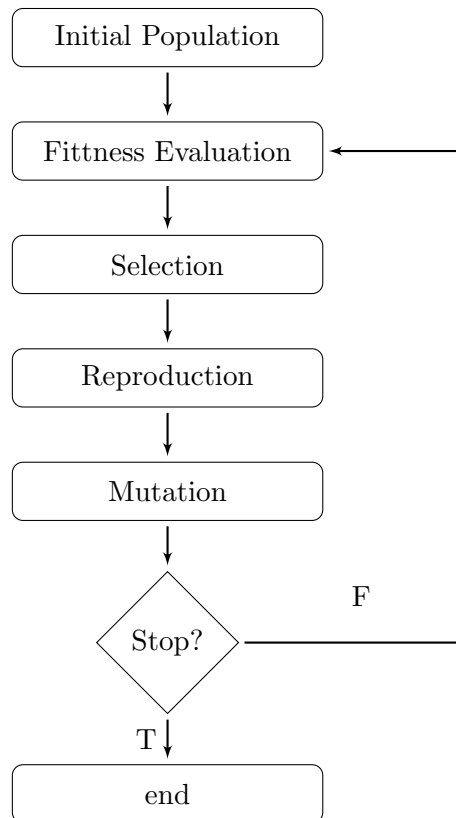 Initial Population
Fittness Evaluation
Selection
Reproduction
Mutation
F
Stop?
T
end